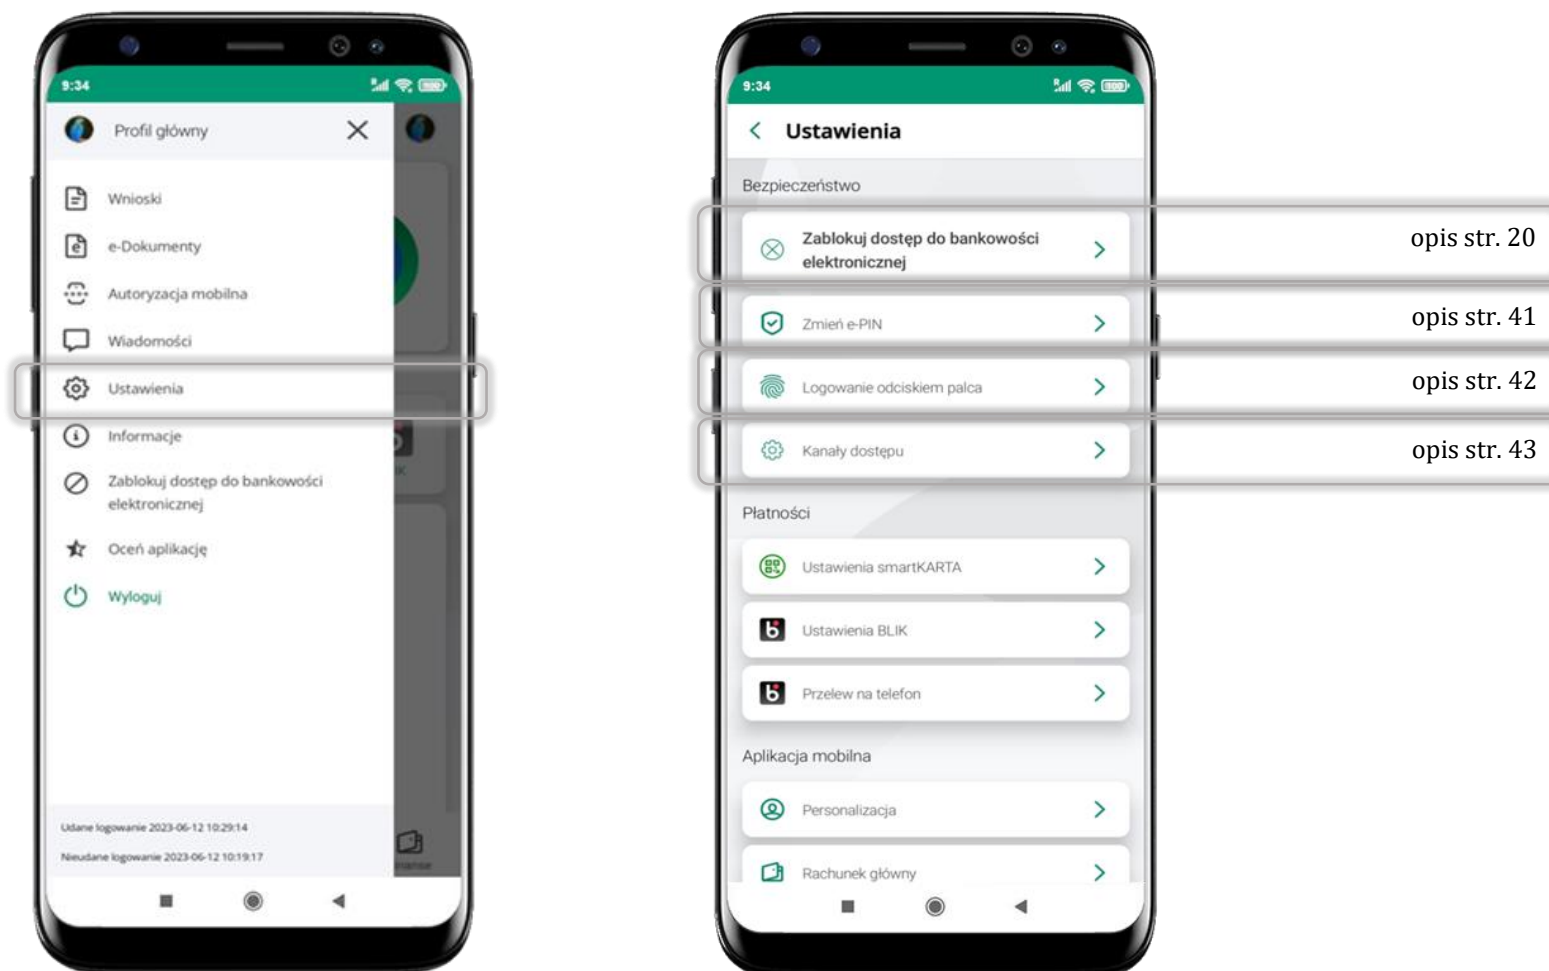 9:34
Profil główny
Wnioski
e-Dokumenty
Autoryzacja mobilna
Wiadomości
Ustawienia
Informacje
Zablokuj dostęp do bankowości
elektronicznej
Oceń aplikację
Wyloguj
Udane logowanie 2023-06-12 10:29:14
Nieudane logowanie 2023-06-12 10:19:17
9:34
Ustawienia
Bezpieczeństwo
Zablokuj dostęp do bankowości
elektronicznej
opis str. 20
Zmień e-PIN
opis str. 41
Logowanie odciskiem palca
opis str. 42
Kanały dostępu
opis str. 43
Płatności
Ustawienia smartKARTA
Ustawienia BLIK
Przelew na telefon
Aplikacja mobilna
Personalizacja
Rachunek główny